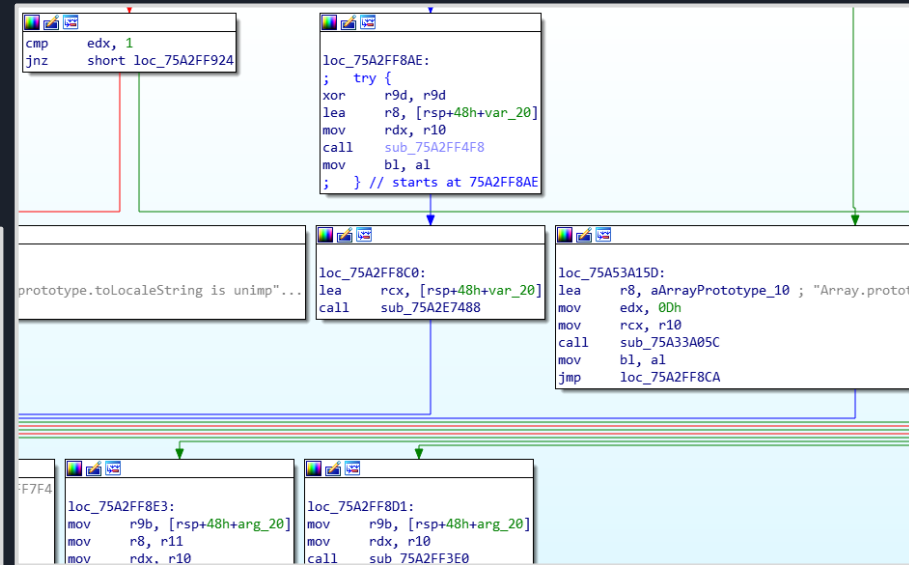 cmp edx, 1
jnz short loc_75A2FF924
loc_75A2FF8AE:
; try {
xor r9d, r9d
lea r8, [rsp+48h+var_20]
mov rdx, r10
call sub_75A2FF4F8
mov bl, al
; } // starts at 75A2FF8AE
prototype.toLocaleString is unimp"...
loc_75A2FF8C0:
lea rcx, [rsp+48h+var_20]
call sub_75A2E7488
loc_75A53A15D:
lea r8, aArrayPrototype_10 ; "Array.protot
mov edx, 0Dh
mov rcx, r10
call sub_75A33A05C
mov bl, al
jmp loc_75A2FF8CA
FF7F4
loc_75A2FF8E3:
mov r9b, [rsp+48h+arg_20]
mov r8, r11
mov rdx, r10
loc_75A2FF8D1:
mov r9b, [rsp+48h+arg_20]
mov rdx, r10
call sub_75A2FF3E0